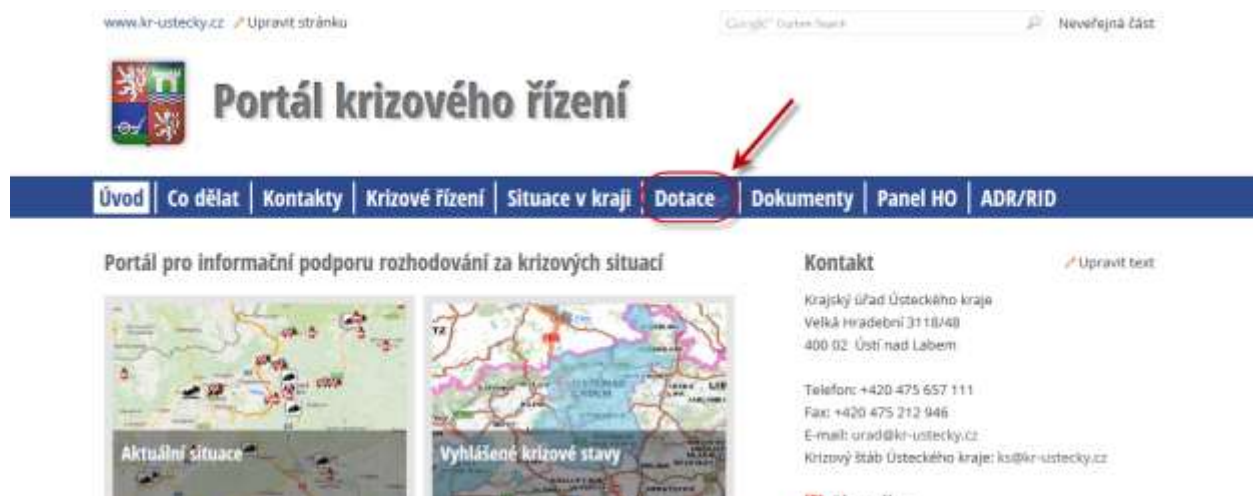 www.kr-ustecky.cz Upravit stránku
Neveřejná část
Portál krizového řízení
Úvod Co dělat Kontakty Krizové řízení Situace v kraji Dotace Dokumenty Panel HO ADR/RID
Portál pro informační podporu rozhodování za krizových situací
Kontakt
Upravit text
Krajský úřad Ústeckého kraje
Velká Hradební 3118/48
400 02 Ústí nad Labem
Telefon: +420 475 657 111
Fax: +420 475 212 946
E-mail: urad@kr-ustecky.cz
Krizový štáb Ústeckého kraje: ks@kr-ustecky.cz
Aktuální situace
Vyhlášené krizové stavy